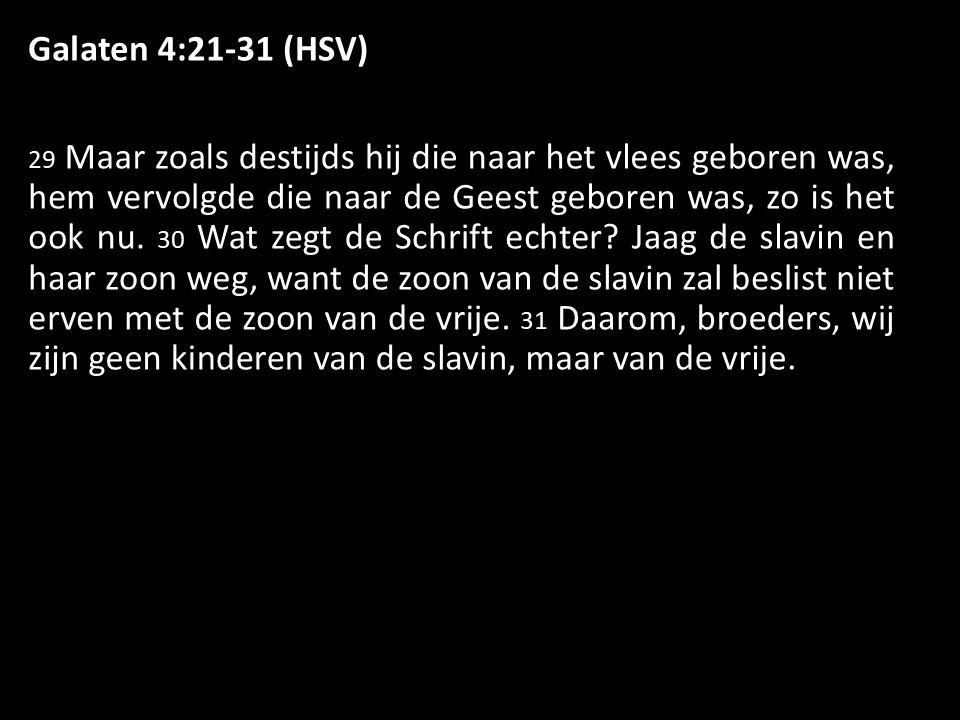 Galaten 4:21-31 (HSV)
29 Maar zoals destijds hij die naar het vlees geboren was,
hem vervolgde die naar de Geest geboren was, zo is het
ook nu. 30 Wat zegt de Schrift echter? Jaag de slavin en
haar zoon weg, want de zoon van de slavin zal beslist niet
erven met de zoon van de vrije. 31 Daarom, broeders, wij
zijn geen kinderen van de slavin, maar van de vrije.